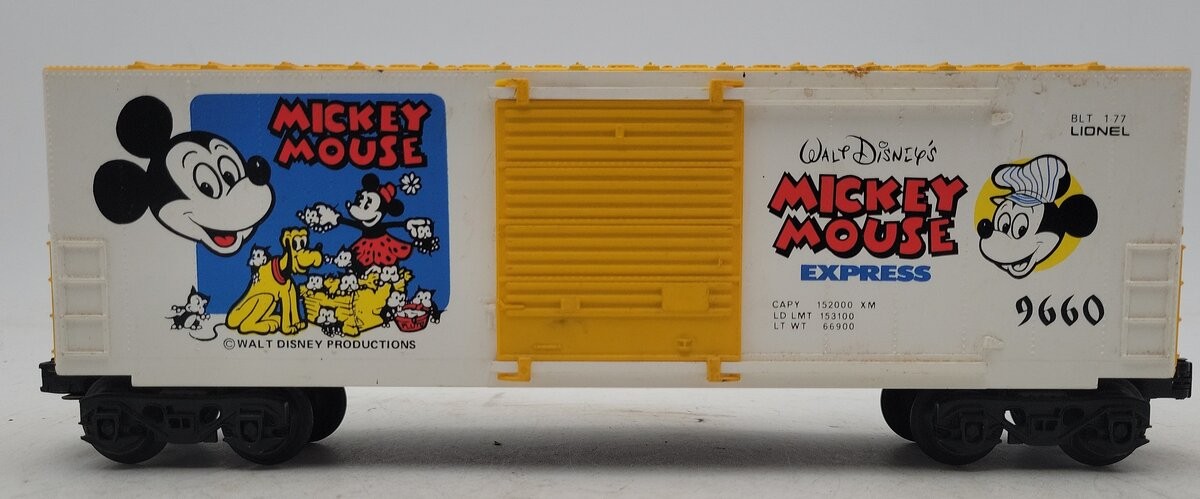 MICKEY
MOUSE
©WALT DISNEY PRODUCTIONS
BLT 1-77
LIONEL
WALT DISNEY'S
MICKEY
MOUSE
EXPRESS
CAPY 152000 XM
LD LMT 153100
LT WT 66900
9660